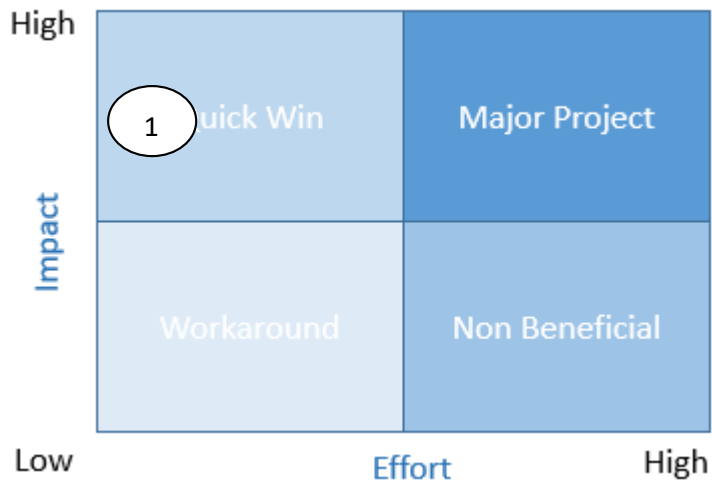 High
1
uick Win
Major Project
Impact
Workaround
Non Beneficial
Low
Effort
High